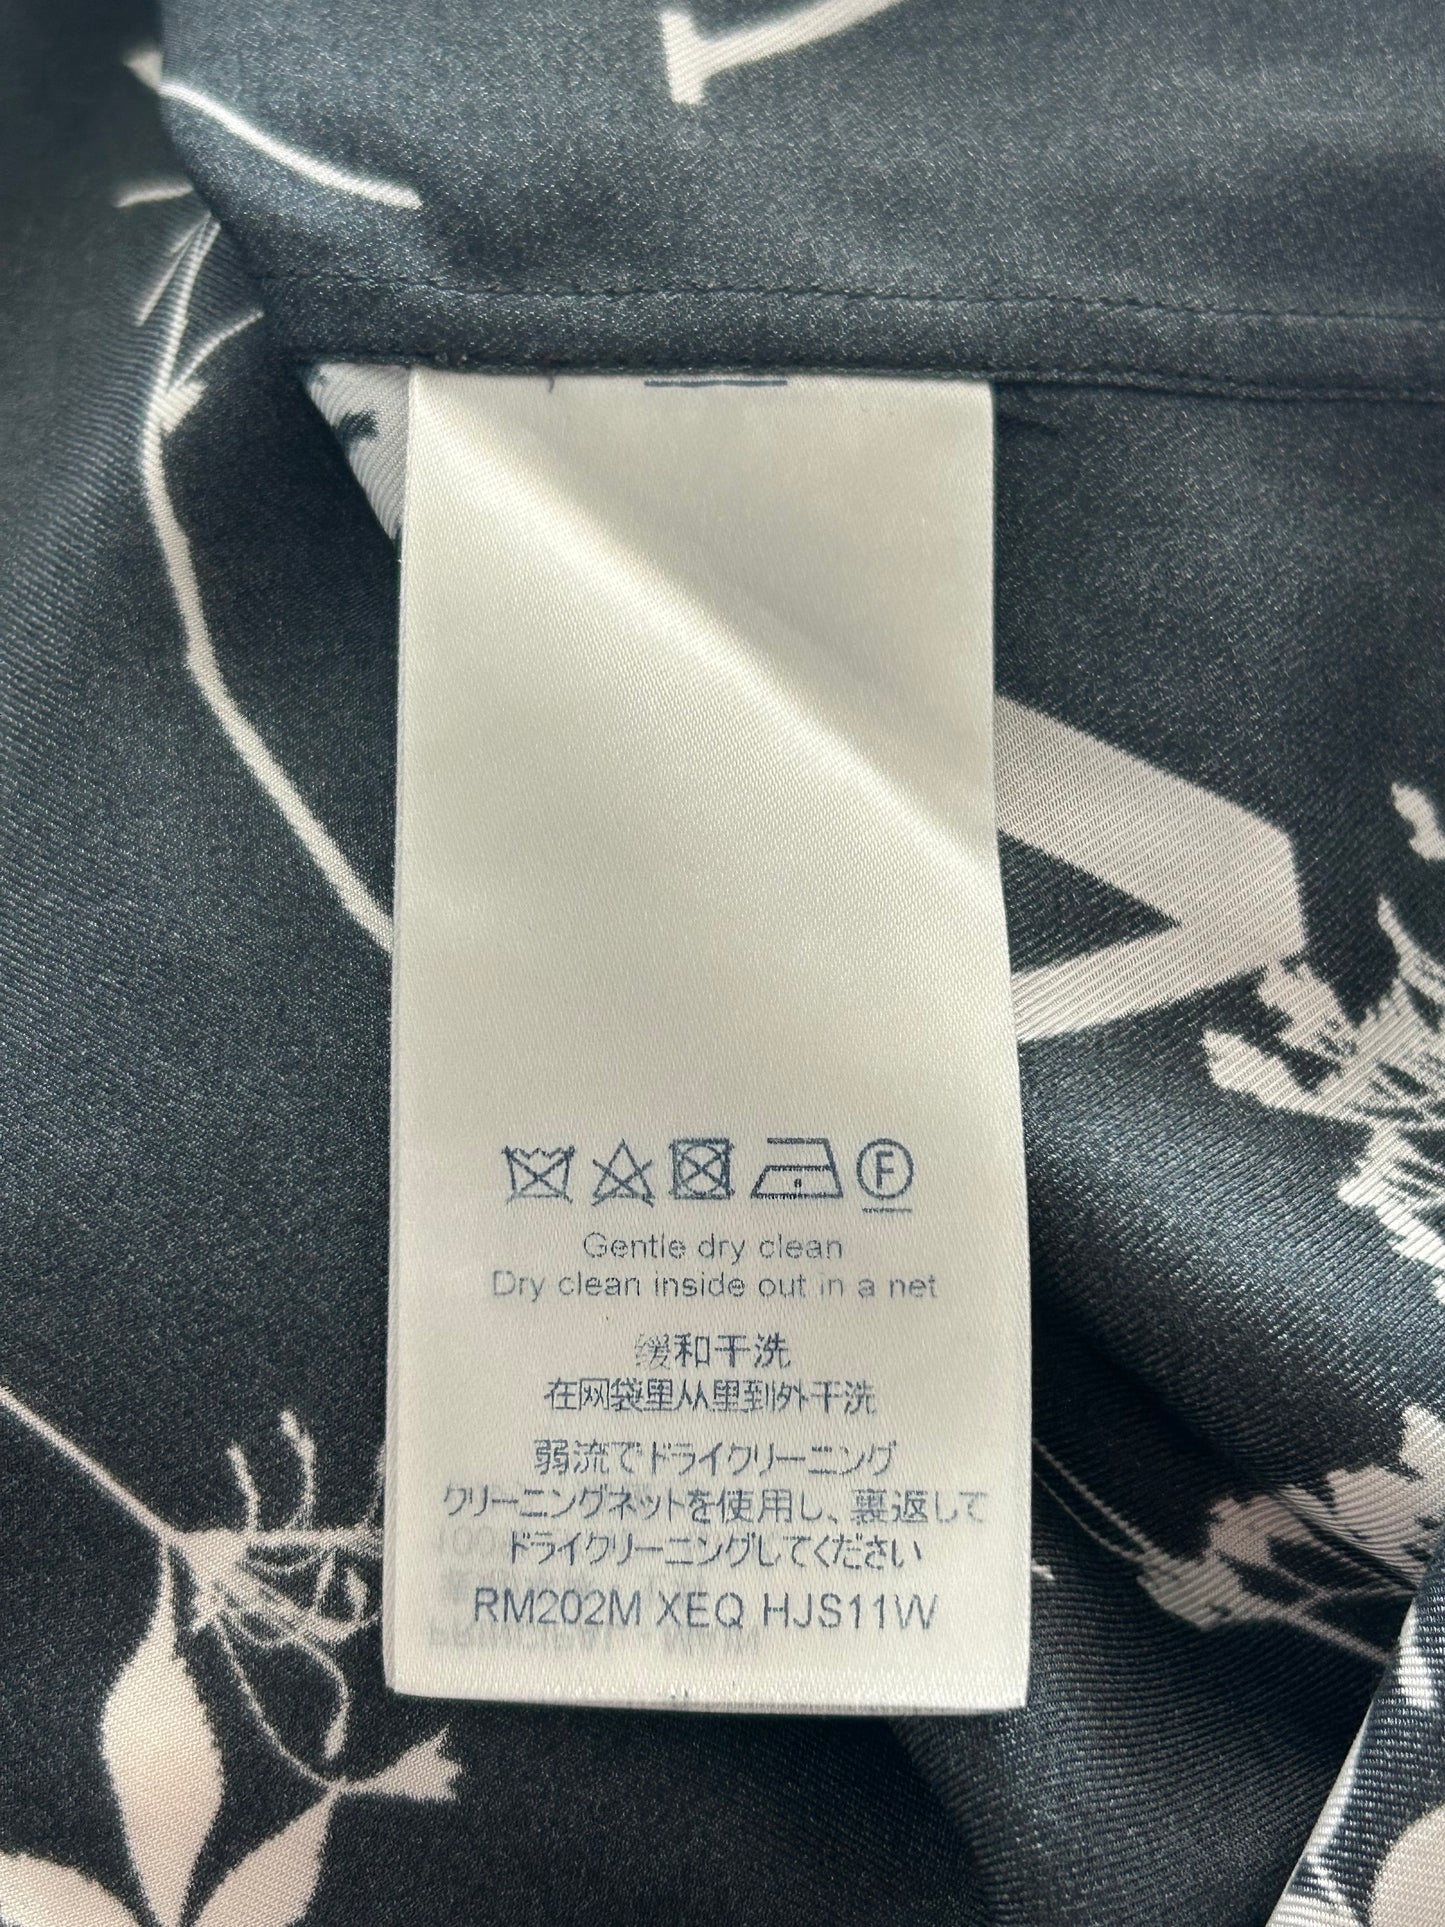 F
Gentle dry clean
Dry clean inside out in a net
缓和干洗
在网袋里从里到外干洗
弱流でドライクリーニング
クリーニングネットを使用し、裏返して
ドライクリーニングしてください
RM202M XEQ HJS11W